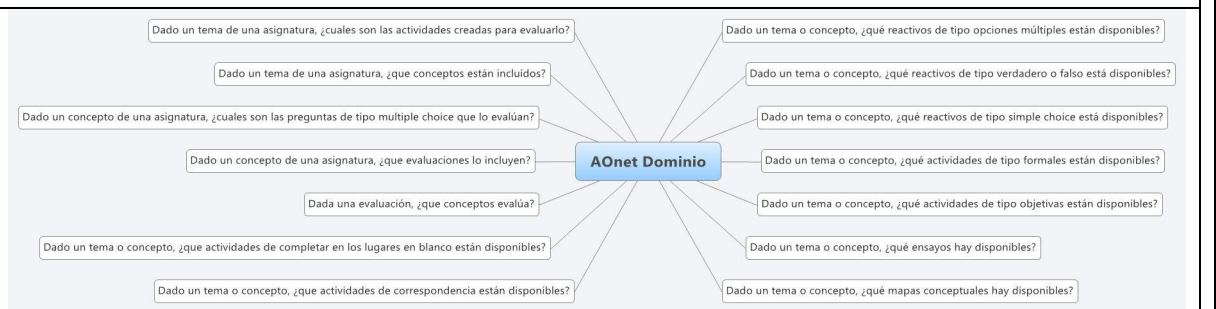 Dado un tema de una asignatura, ¿cuales son las actividades creadas para evaluarlo?
Dado un tema de una asignatura, ¿que conceptos están incluídos?
Dado un concepto de una asignatura, ¿cuales son las preguntas de tipo multiple choice que lo evalúan?
Dado un concepto de una asignatura, ¿que evaluaciones lo incluyen?
Dada una evaluación, ¿que conceptos evalúa?
Dado un tema o concepto, ¿que actividades de completar en los lugares en blanco están disponibles?
Dado un tema o concepto, ¿que actividades de correspondencia están disponibles?
AOnet Dominio
Dado un tema o concepto, ¿qué reactivos de tipo opciones múltiples están disponibles?
Dado un tema o concepto, ¿qué reactivos de tipo verdadero o falso está disponibles?
Dado un tema o concepto, ¿qué reactivos de tipo simple choice está disponibles?
Dado un tema o concepto, ¿qué actividades de tipo formales están disponibles?
Dado un tema o concepto, ¿qué actividades de tipo objetivas están disponibles?
Dado un tema o concepto, ¿qué ensayos hay disponibles?
Dado un tema o concepto, ¿qué mapas conceptuales hay disponibles?